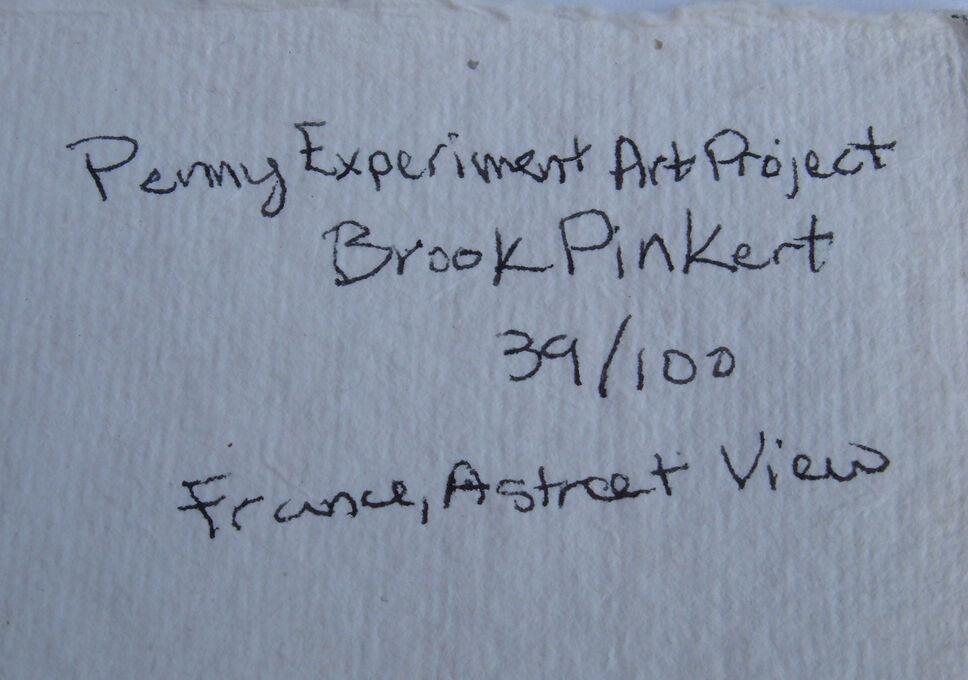 Penny Experiment Art Project
Brook Pinkert
39/100
France, A street View